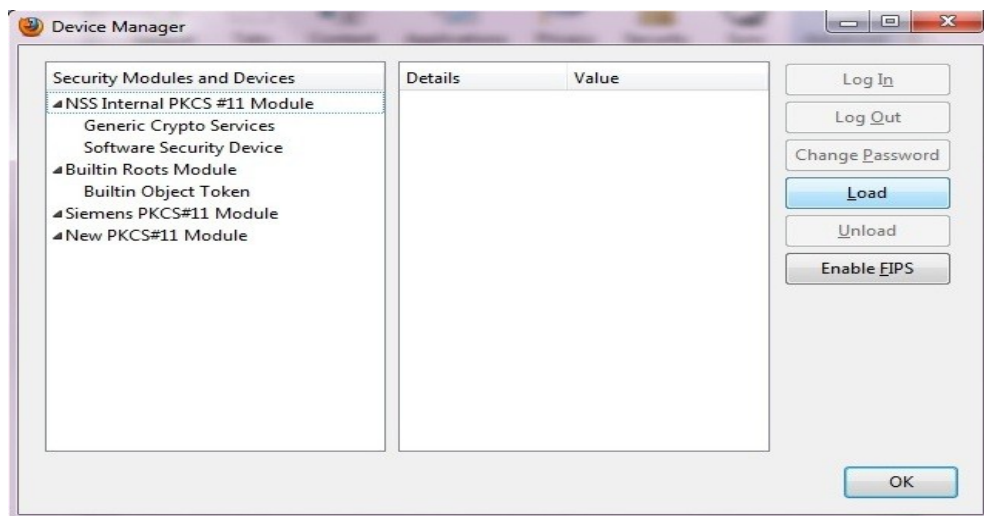 Device Manager
Security Modules and Devices
Details
Value
NSS Internal PKCS #11 Module
Generic Crypto Services
Software Security Device
Builtin Roots Module
Builtin Object Token
Siemens PKCS#11 Module
New PKCS#11 Module
Log In
Log Out
Change Password
Load
Unload
Enable FIPS
OK